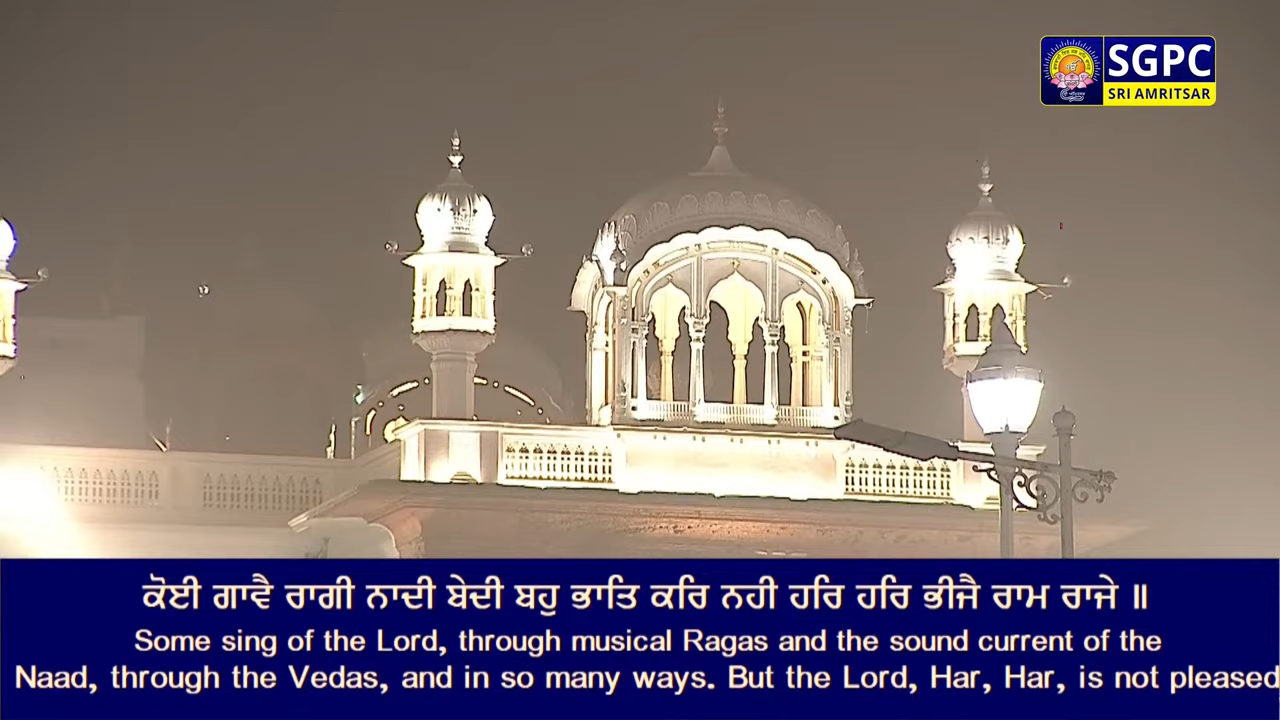 SGPC
SRI AMRITSAR
ਕੋਈ ਗਾਵੈ ਰਾਗੀ ਨਾਦੀ ਬੇਦੀ ਬਹੁ ਭਾਤਿ ਕਰਿ ਨਹੀ ਹਰਿ ਹਰਿ ਭੀਜੈ ਰਾਮ ਰਾਜੇ ॥
Some sing of the Lord, through musical Ragas and the sound current of the
Naad, through the Vedas, and in so many ways. But the Lord, Har, Har, is not pleased